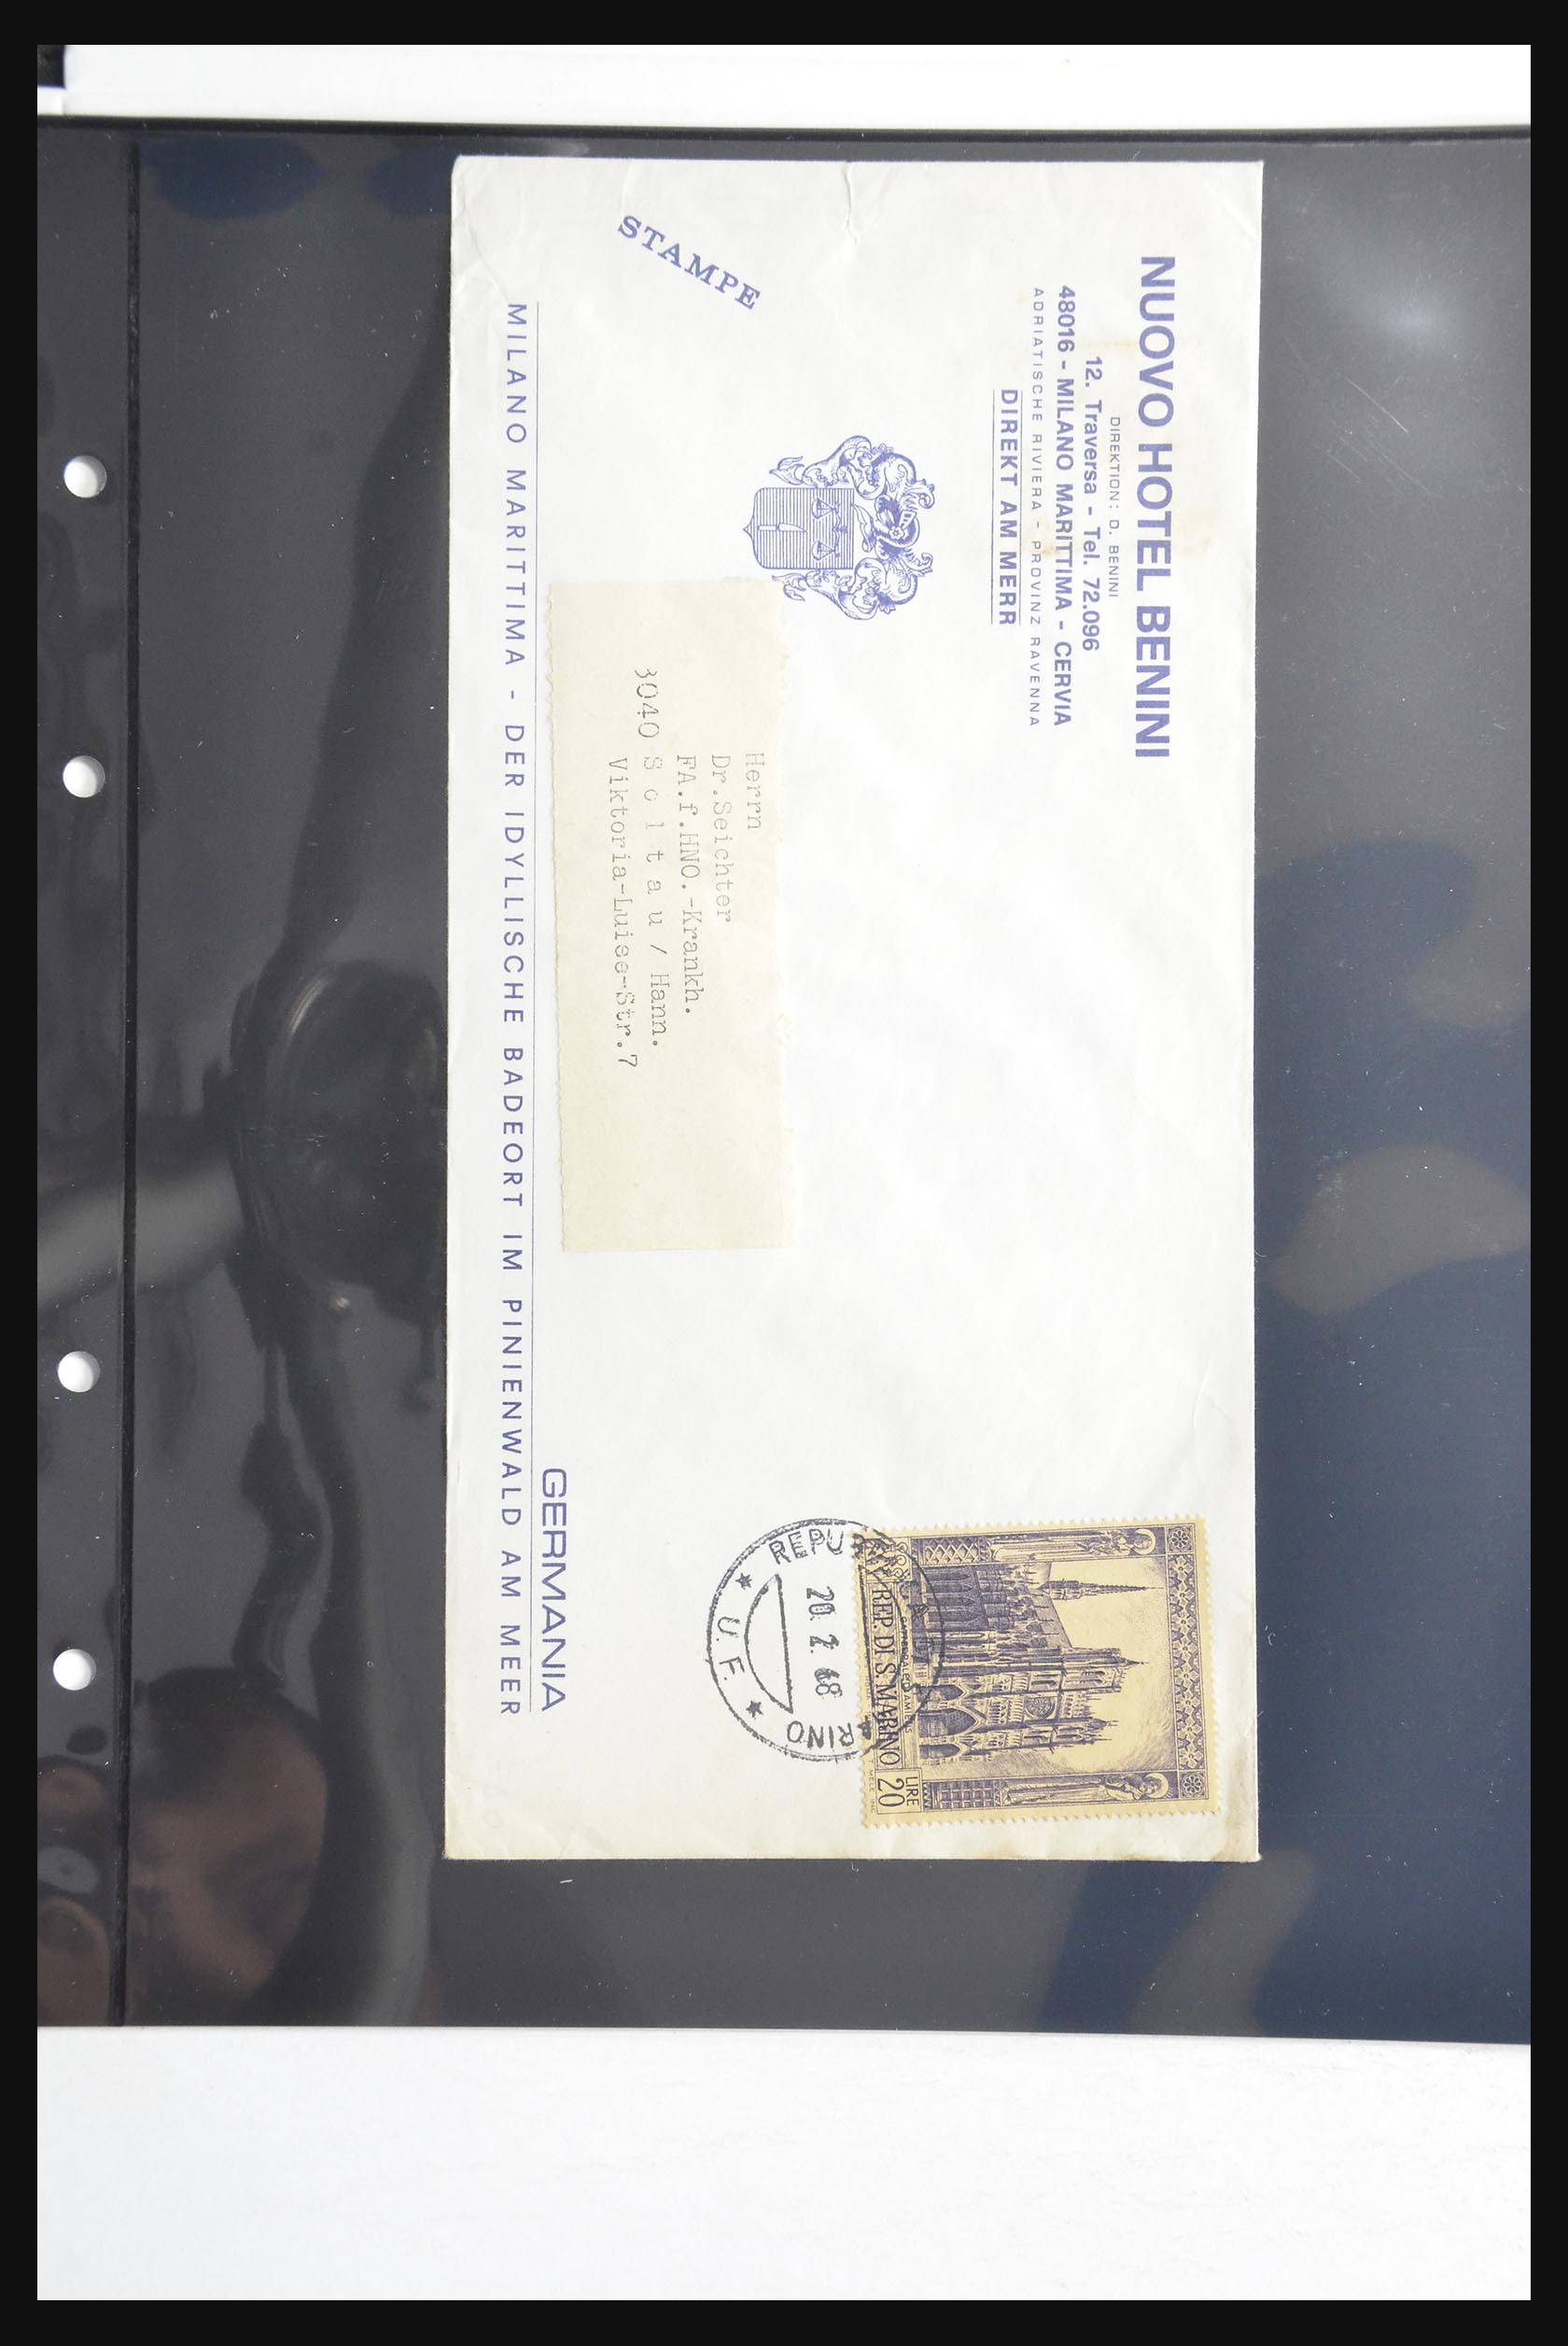 NUOVO HOTEL BENINI
DIREKTION: D. BENINI
12. Traversa - Tel. 72.096
48016 - MILANO MARITTIMA - CERVIA
ADRIATISCHE RIVIERA - PROVINZ RAVENNA
DIREKT AM MERR
REP. DI S. MARINO
LIRE
20
20. 2. 68
* U. F. *
STAMPE
Herrn
Dr.Seichter
FA.f.HNO.-Krankh.
3040 S o l t a u / Hann.
Viktoria-Luise-Str.7
GERMANIA
MILANO MARITTIMA - DER IDYLLISCHE BADEORT IM PINIENWALD AM MEER